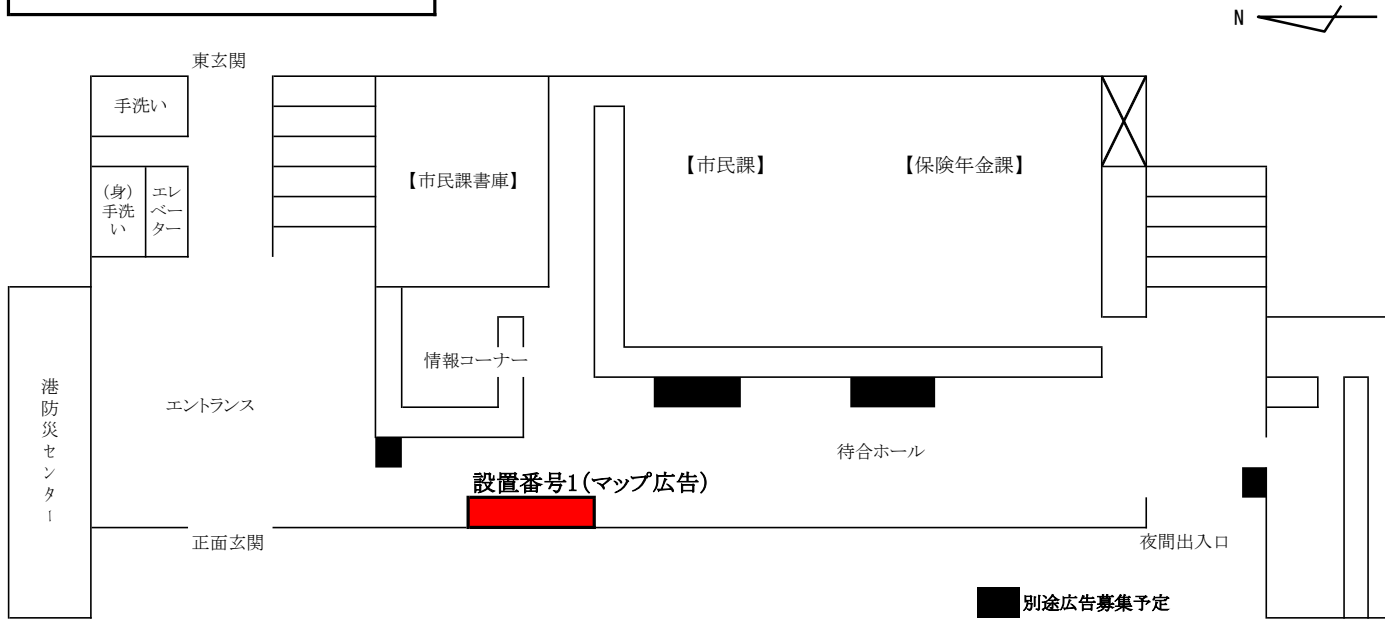 N
東玄関
手洗い
【市民課書庫】
【市民課】
【保険年金課】
(身)
手洗
い
エレ
ベー
ター
情報コーナー
港防災センター
エントランス
待合ホール
設置番号1(マップ広告)
正面玄関
夜間出入口
別途広告募集予定